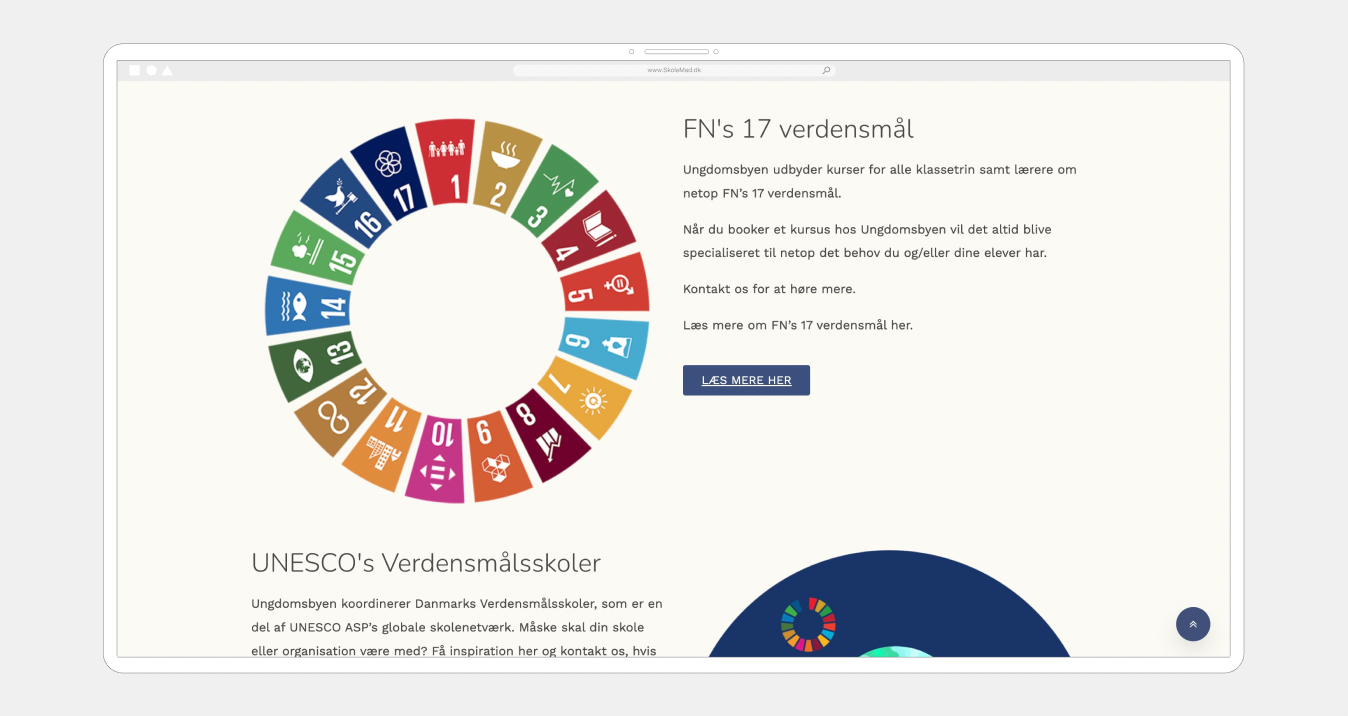 www.SkoleMed.dk
1
2
3
4
5
6
7
8
9
10
11
12
13
14
15
16
17
FN's 17 verdensmål
Ungdomsbyen udbyder kurser for alle klassetrin samt lærere om
netop FN’s 17 verdensmål.
Når du booker et kursus hos Ungdomsbyen vil det altid blive
specialiseret til netop det behov du og/eller dine elever har.
Kontakt os for at høre mere.
Læs mere om FN’s 17 verdensmål her.
LÆS MERE HER
UNESCO's Verdensmålsskoler
Ungdomsbyen koordinerer Danmarks Verdensmålsskoler, som er en
del af UNESCO ASP’s globale skolenetværk. Måske skal din skole
eller organisation være med? Få inspiration her og kontakt os, hvis